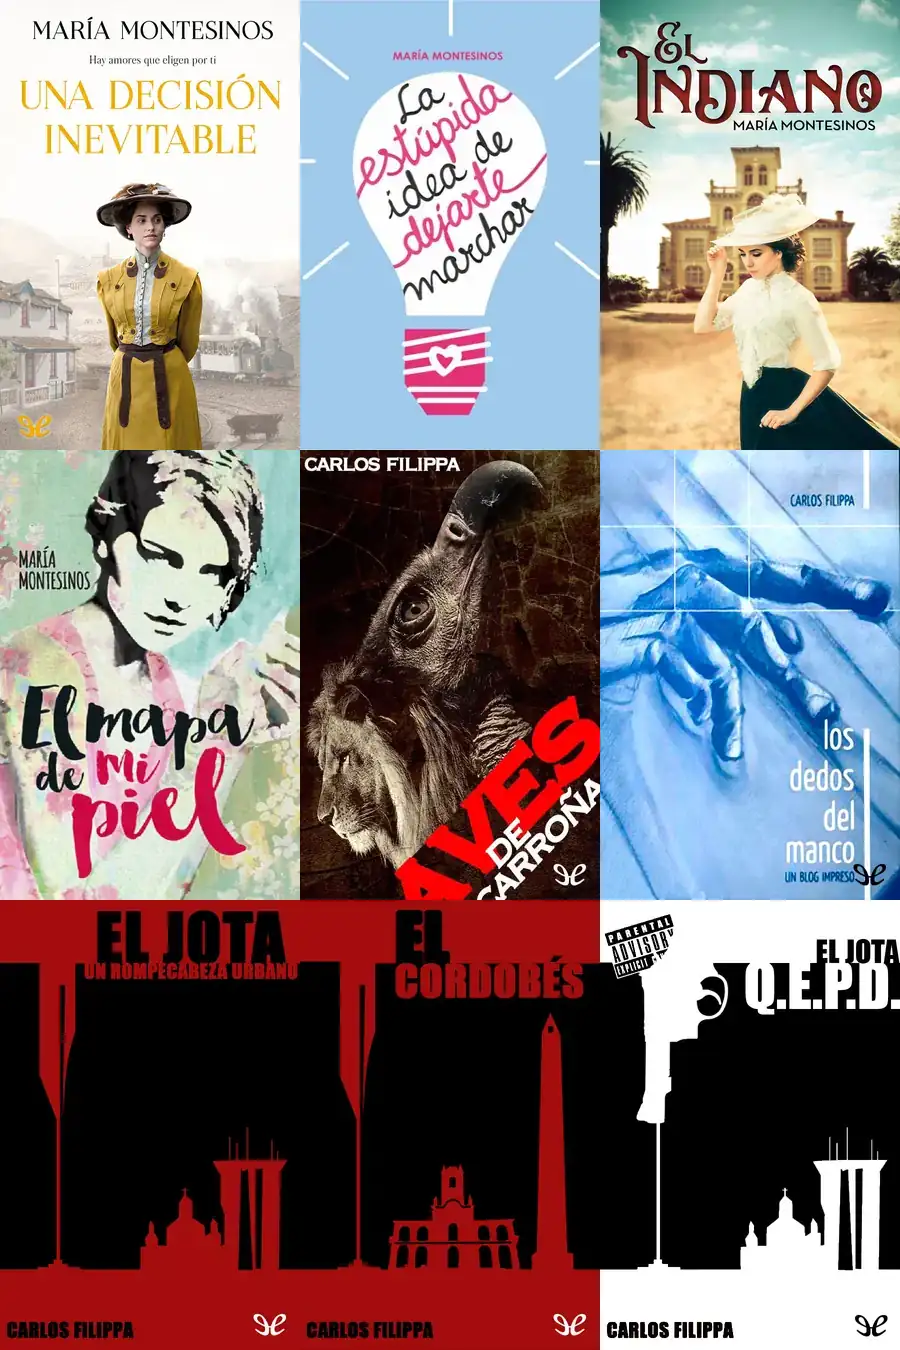 MARÍA MONTESINOS
Hay amores que eligen por ti
UNA DECISIÓN
INEVITABLE
MARÍA MONTESINOS
La
estúpida
idea de
dejarte
marchar
EL
INDIANO
MARÍA MONTESINOS
MARÍA
MONTESINOS
El mapa
de mi
piel
CARLOS FILIPPA
AVES
DE
CARROÑA
CARLOS FILIPPA
los
dedos
del
manco
UN BLOG IMPRESO
EL JOTA
UN ROMPECABEZA URBANO
CARLOS FILIPPA
EL
CORDOBÉS
CARLOS FILIPPA
PARENTAL
ADVISORY
EXPLICIT
EL JOTA
Q.E.P.D.
CARLOS FILIPPA